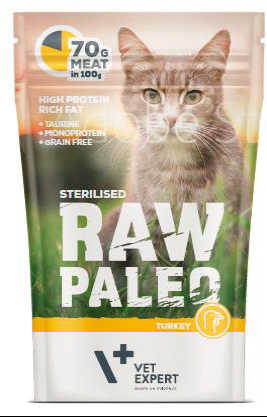 70G
MEAT
in 100g
HIGH PROTEIN
RICH FAT
+ TAURINE
+ MONOPROTEIN
+ GRAIN FREE
STERILISED
RAW
PALEO
TURKEY
V+
VET
EXPERT